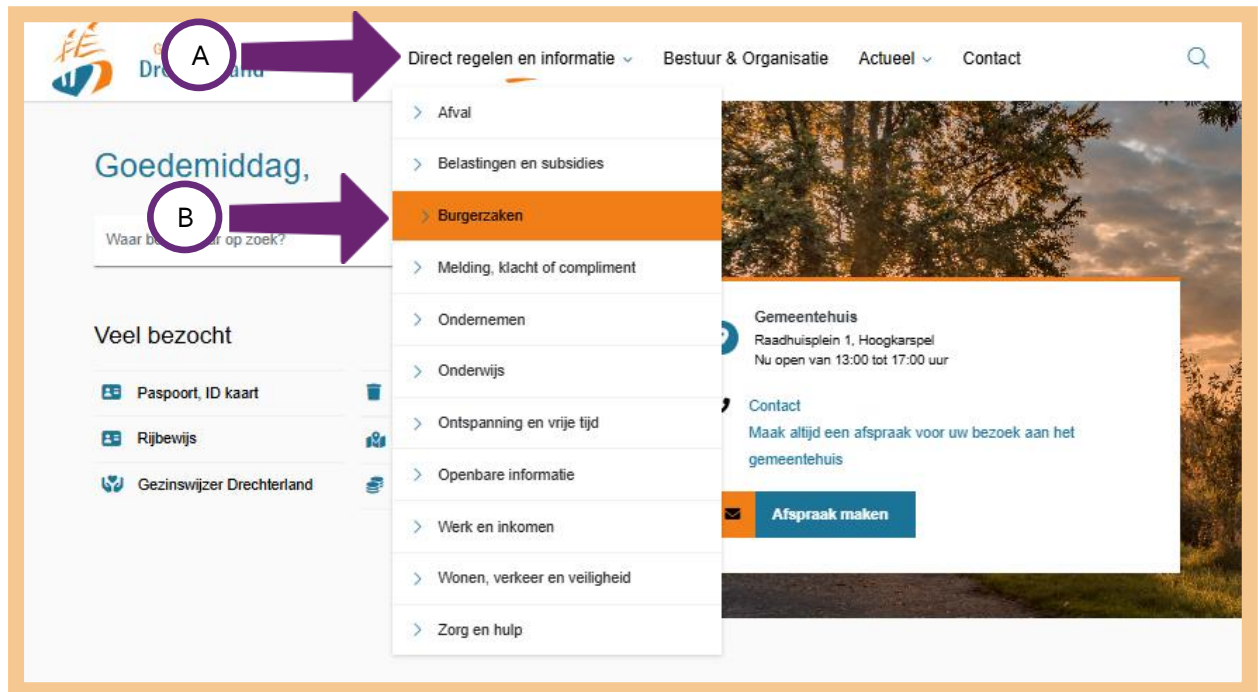 A
Direct regelen en informatie
Bestuur & Organisatie
Actueel
Contact
Afval
Belastingen en subsidies
Burgerzaken
Melding, klacht of compliment
Ondernemen
Onderwijs
Ontspanning en vrije tijd
Openbare informatie
Werk en inkomen
Wonen, verkeer en veiligheid
Zorg en hulp
Goedemiddag,
B
Waar op zoek?
Veel bezocht
Paspoort, ID kaart
Rijbewijs
Gezinswijzer Drechterland
Gemeentehuis
Raadhuisplein 1, Hoogkarspel
Nu open van 13:00 tot 17:00 uur
Contact
Maak altijd een afspraak voor uw bezoek aan het
gemeentehuis
Afspraak maken